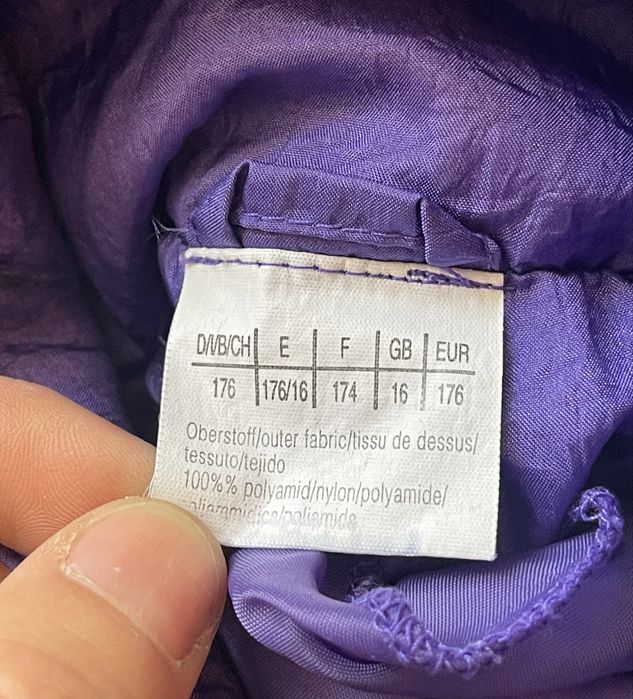 D/I/B/CH E F GB EUR
176 176/16 174 16 176
Oberstoff/outer fabric/tissu de dessus/
tessuto/tejido
100%% polyamid/nylon/polyamide/